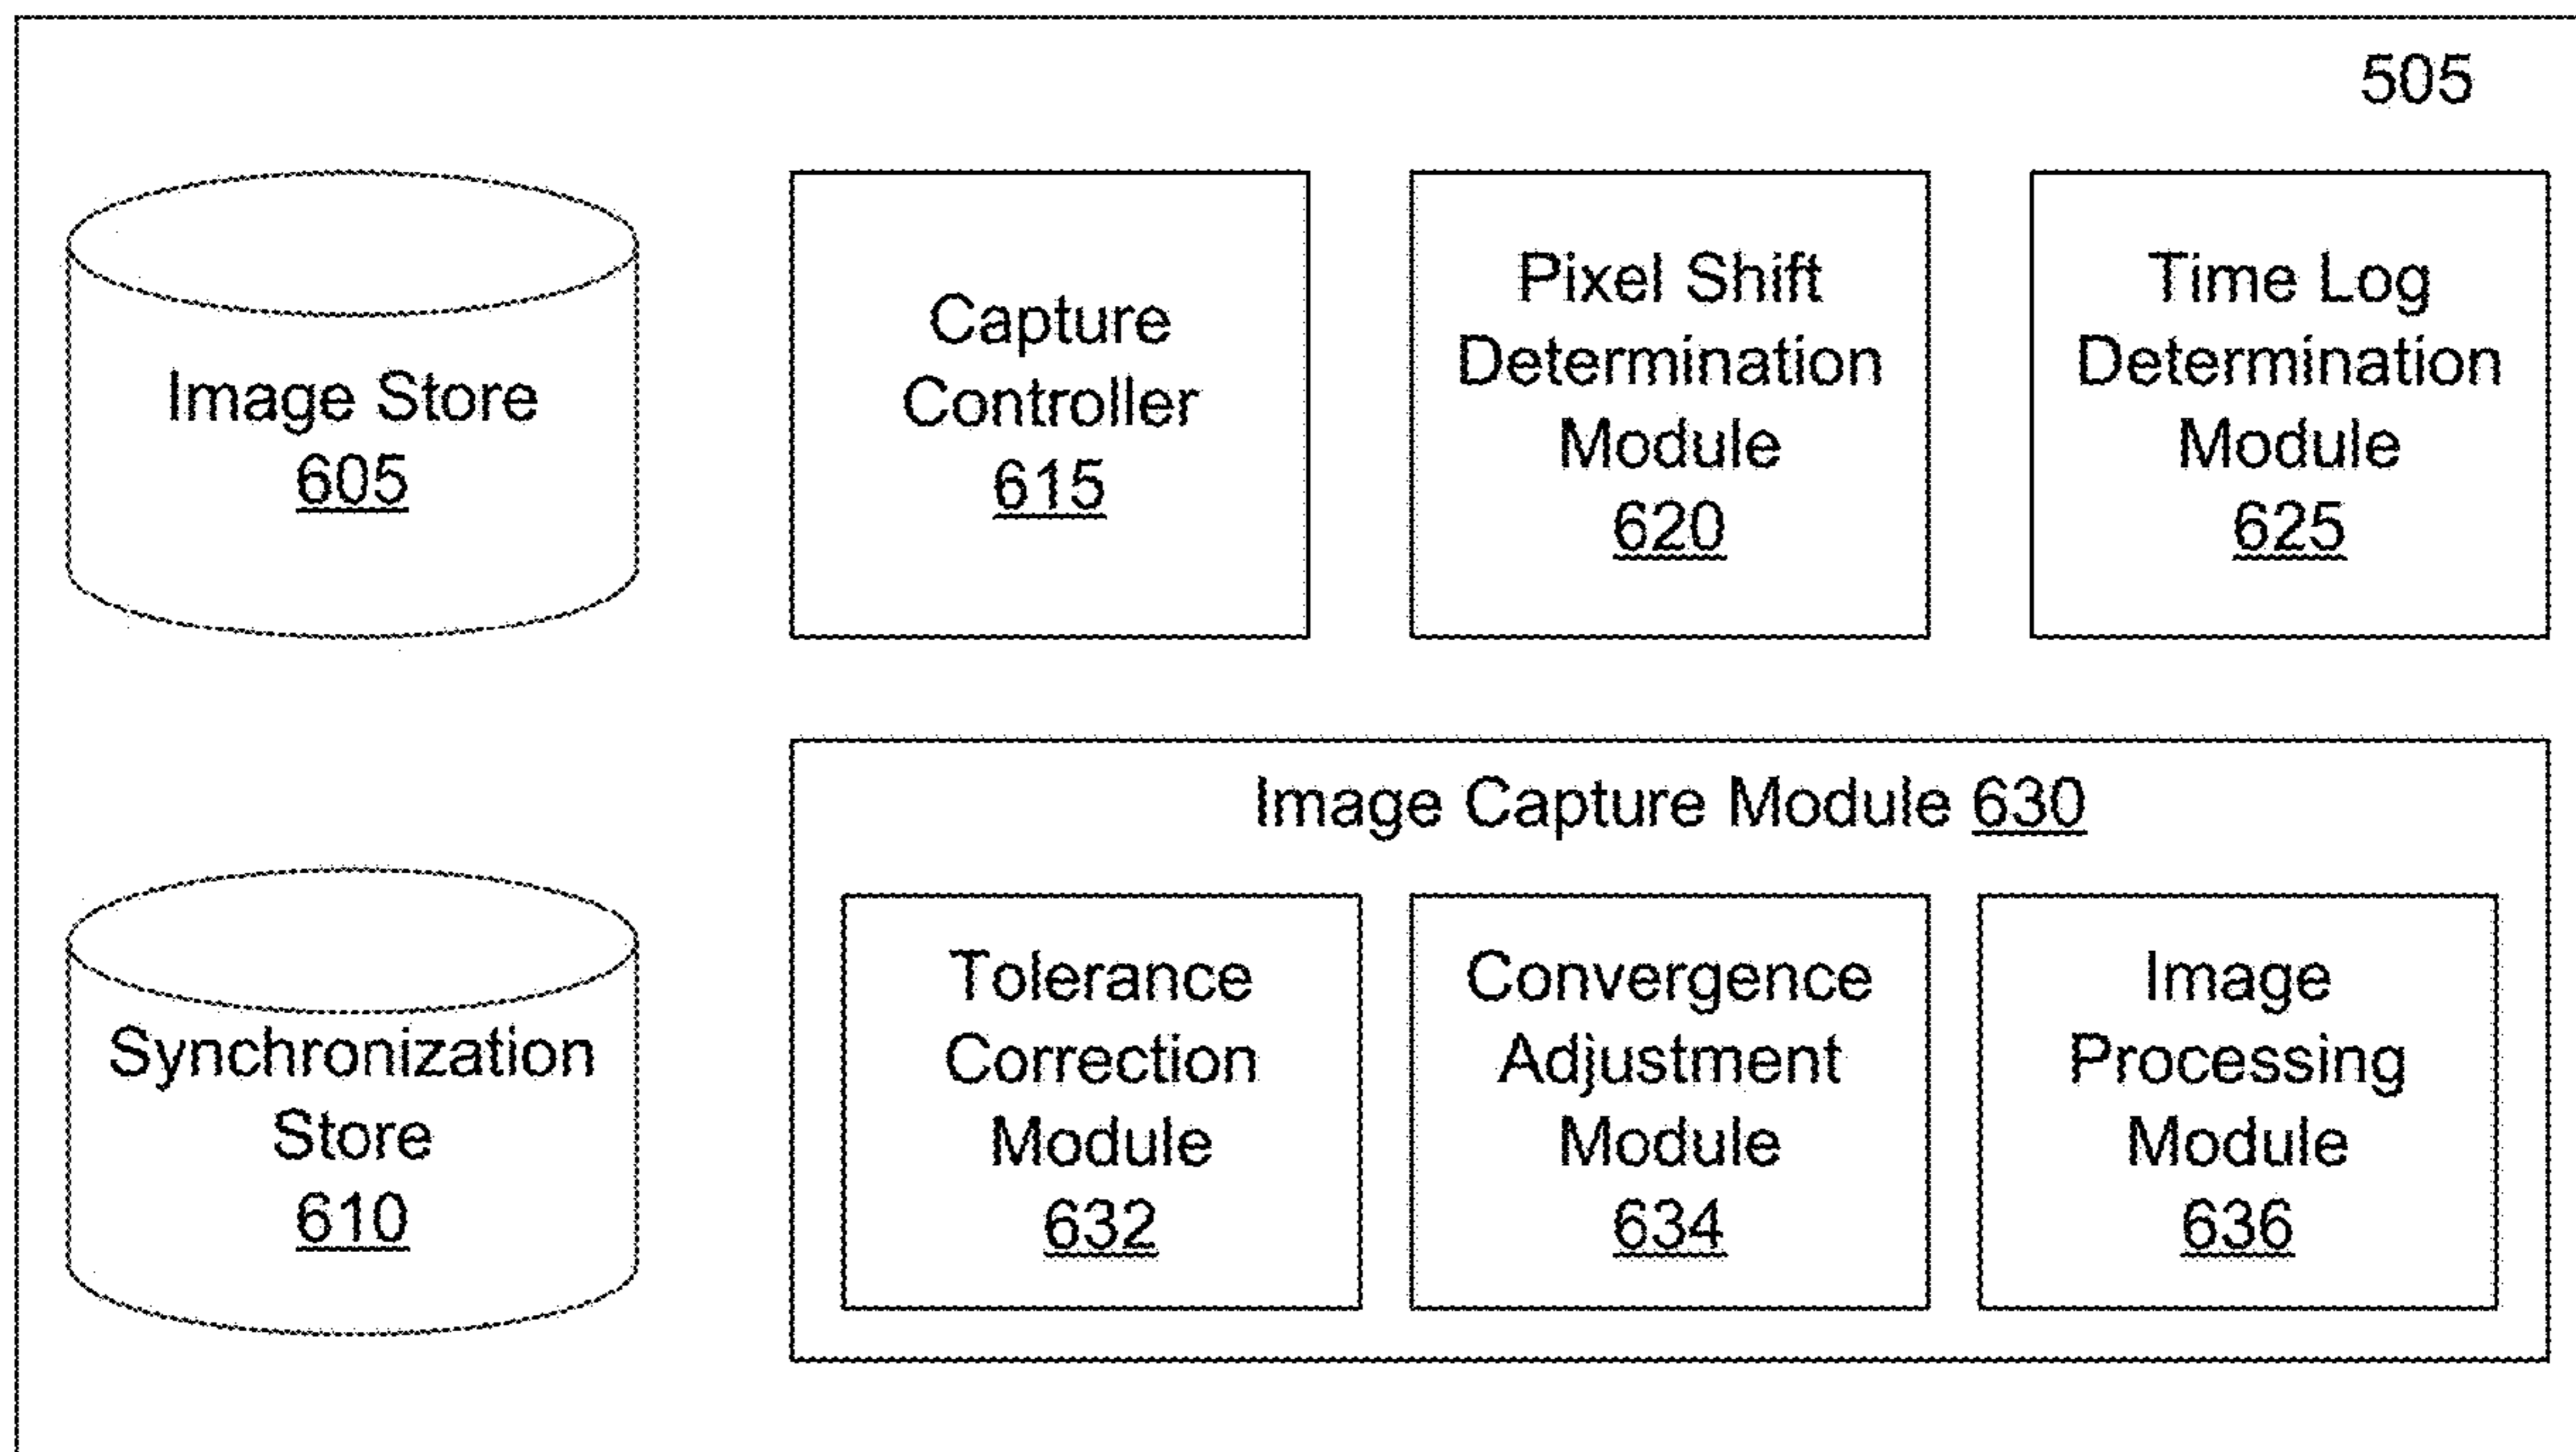 505
Image Store
605
Capture
Controller
615
Pixel Shift
Determination
Module
620
Time Log
Determination
Module
625
Synchronization
Store
610
Image Capture Module 630
Tolerance
Correction
Module
632
Convergence
Adjustment
Module
634
Image
Processing
Module
636